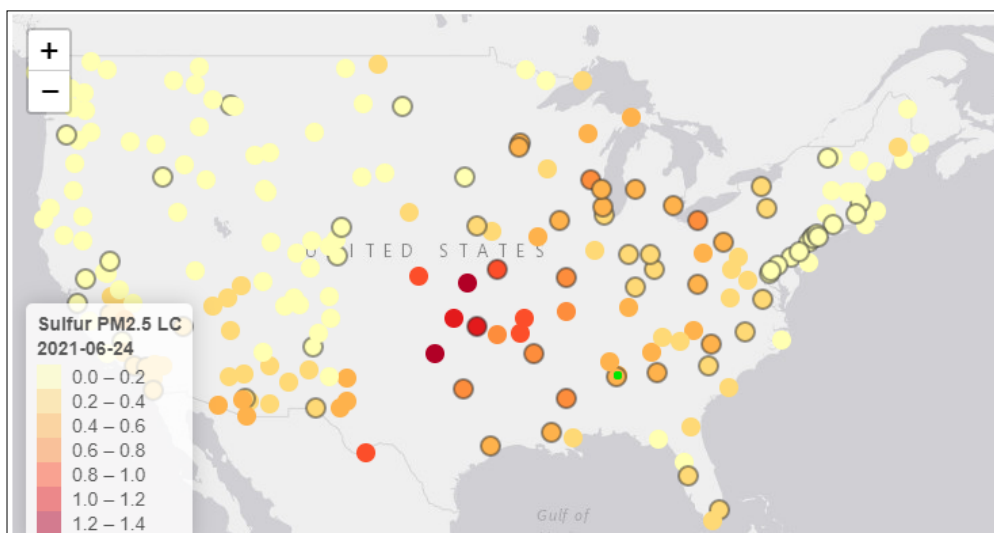 +
−
UNITED STATES
Sulfur PM2.5 LC
2021-06-24
0.0 – 0.2
0.2 – 0.4
0.4 – 0.6
0.6 – 0.8
0.8 – 1.0
1.0 – 1.2
1.2 – 1.4
Gulf of